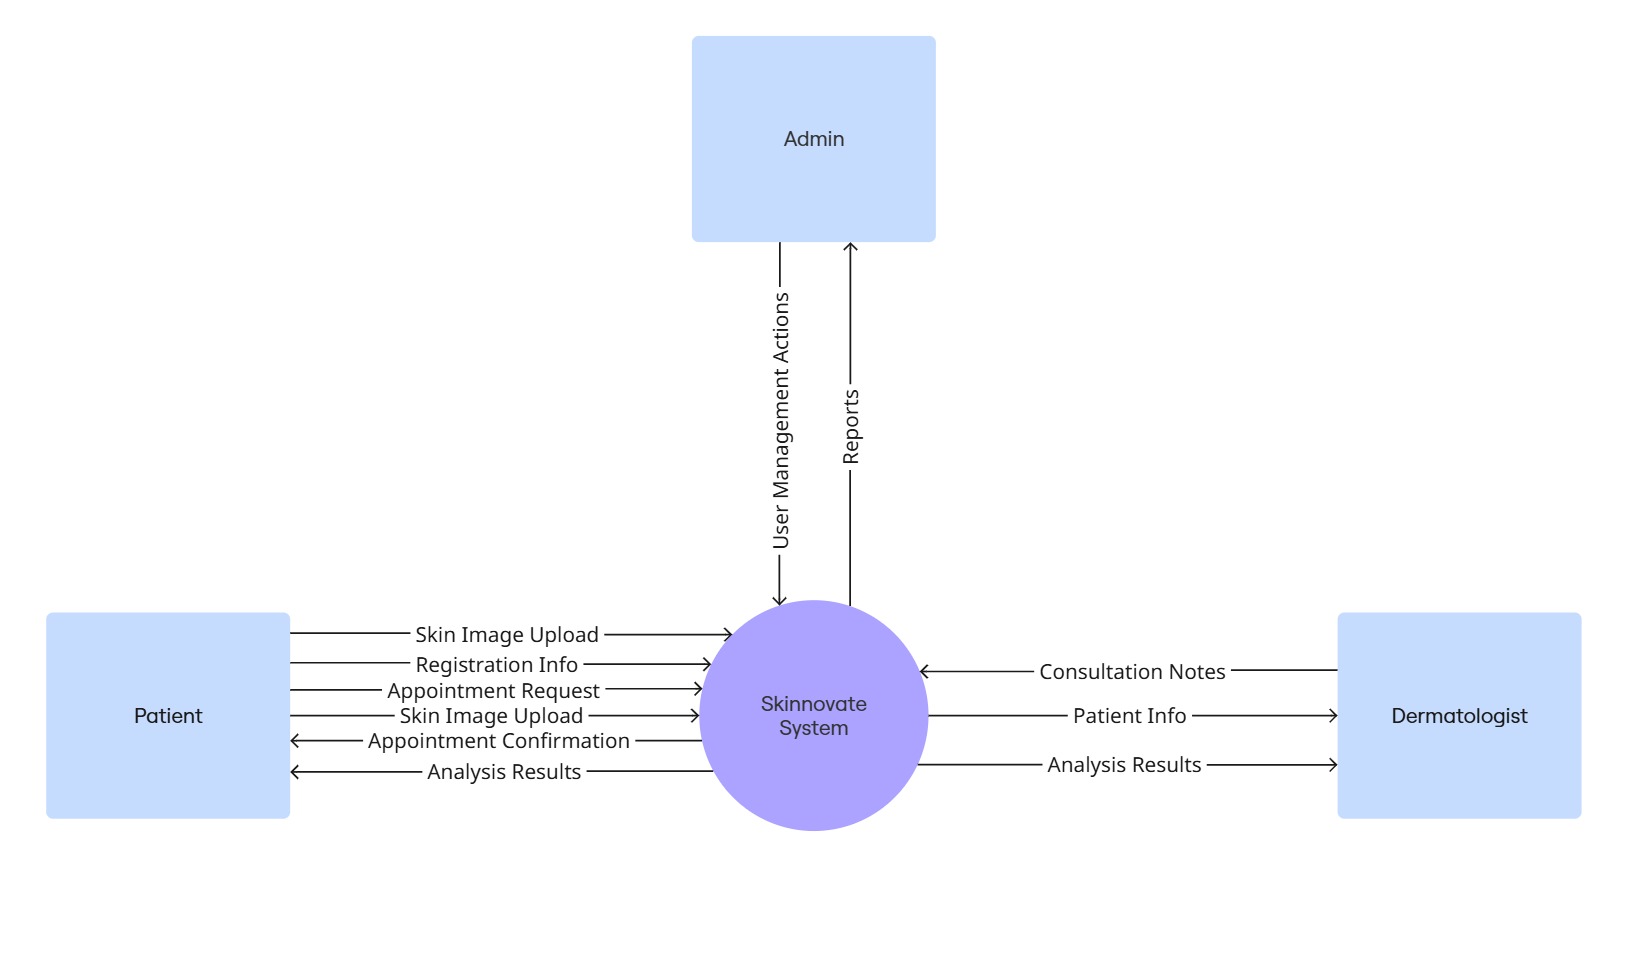 Admin
User Management Actions
Reports
Patient
Skin Image Upload
Registration Info
Appointment Request
Skin Image Upload
Appointment Confirmation
Analysis Results
Skinnovate
System
Consultation Notes
Patient Info
Analysis Results
Dermatologist